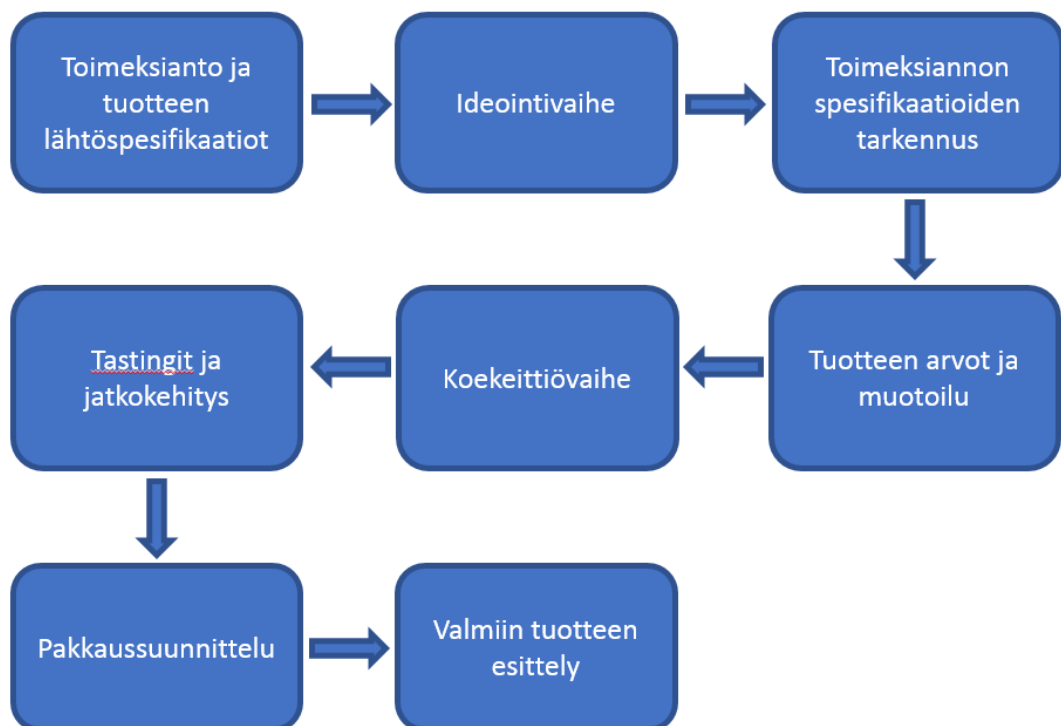 Toimeksianto ja
tuotteen
lähtöspesifikaatiot
Ideointivaihe
Toimeksiannon
spesifikaatioiden
tarkennus
Tuotteen arvot ja
muotoilu
Koekeittiövaihe
Tastingit ja
jatkokehitys
Pakkaussuunnittelu
Valmiin tuotteen
esittely